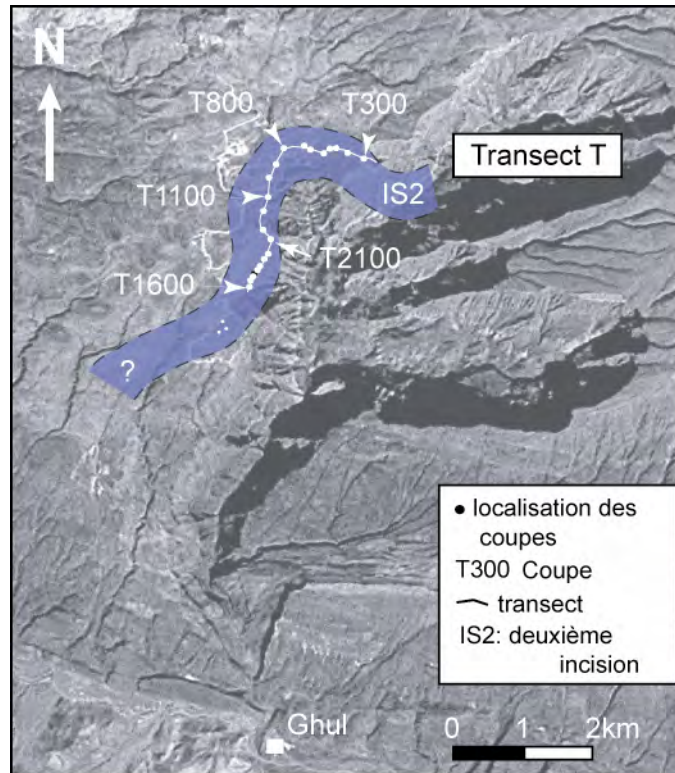 N
T800
T300
Transect T
T1100
IS2
T2100
T1600
?
• localisation des
coupes
T300 Coupe
transect
IS2: deuxième
incision
Ghul
0 1 2km